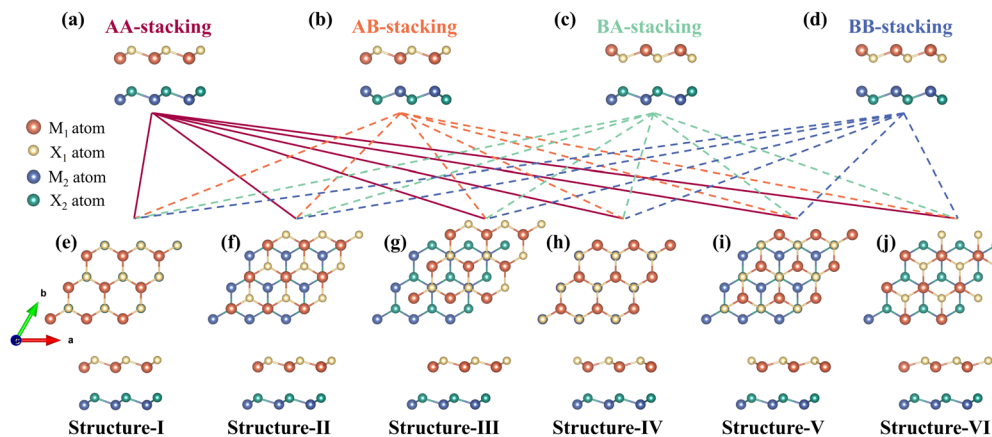 (a) (b) (c) (d)
AA-stacking AB-stacking BA-stacking BB-stacking
M₁ atom
X₁ atom
M₂ atom
X₂ atom
(e) (f) (g) (h) (i) (j)
b
a
Structure-I Structure-II Structure-III Structure-IV Structure-V Structure-VI